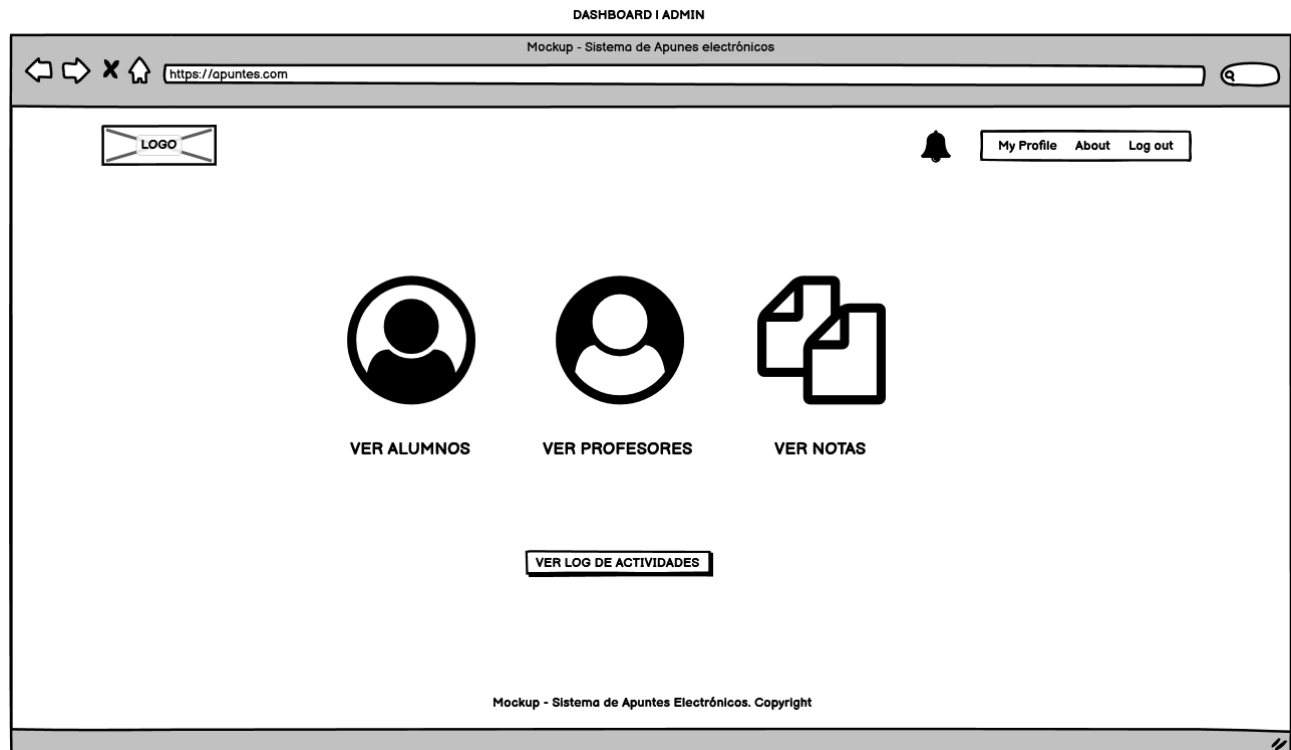 DASHBOARD | ADMIN
Mockup - Sistema de Apunes electrónicos
https://apuntes.com
LOGO
My Profile About Log out
VER ALUMNOS VER PROFESORES VER NOTAS
VER LOG DE ACTIVIDADES
Mockup - Sistema de Apuntes Electrónicos. Copyright